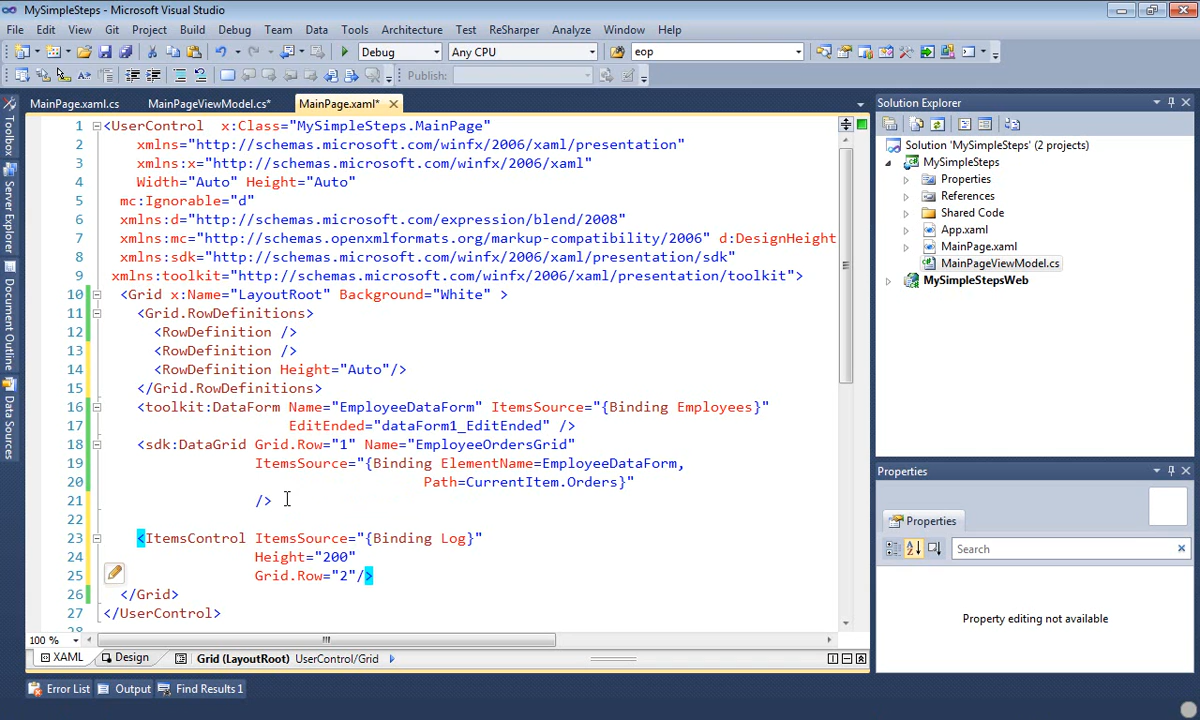 MySimpleSteps - Microsoft Visual Studio
File Edit View Git Project Build Debug Team Data Tools Architecture Test ReSharper Analyze Window Help
Debug Any CPU eop
Publish:
MainPage.xaml.cs MainPageViewModel.cs* MainPage.xaml*
1 <UserControl x:Class="MySimpleSteps.MainPage"
2 xmlns="http://schemas.microsoft.com/winfx/2006/xaml/presentation"
3 xmlns:x="http://schemas.microsoft.com/winfx/2006/xaml"
4 Width="Auto" Height="Auto"
5 mc:Ignorable="d"
6 xmlns:d="http://schemas.microsoft.com/expression/blend/2008"
7 xmlns:mc="http://schemas.openxmlformats.org/markup-compatibility/2006" d:DesignHeight
8 xmlns:sdk="http://schemas.microsoft.com/winfx/2006/xaml/presentation/sdk"
9 xmlns:toolkit="http://schemas.microsoft.com/winfx/2006/xaml/presentation/toolkit">
10 <Grid x:Name="LayoutRoot" Background="White" >
11 <Grid.RowDefinitions>
12 <RowDefinition />
13 <RowDefinition />
14 <RowDefinition Height="Auto"/>
15 </Grid.RowDefinitions>
16 <toolkit:DataForm Name="EmployeeDataForm" ItemsSource="{Binding Employees}"
17 EditEnded="dataForm1_EditEnded" />
18 <sdk:DataGrid Grid.Row="1" Name="EmployeeOrdersGrid"
19 ItemsSource="{Binding ElementName=EmployeeDataForm,
20 Path=CurrentItem.Orders}"
21 />
22
23 <ItemsControl ItemsSource="{Binding Log}"
24 Height="200"
25 Grid.Row="2"/>
26 </Grid>
27 </UserControl>
28
100 %
XAML Design Grid (LayoutRoot) UserControl/Grid
Error List Output Find Results 1
Toolbox
Server Explorer
Document Outline
Data Sources
Solution Explorer
Solution 'MySimpleSteps' (2 projects)
MySimpleSteps
Properties
References
Shared Code
App.xaml
MainPage.xaml
MainPageViewModel.cs
MySimpleStepsWeb
Properties
Properties
Search
Property editing not available